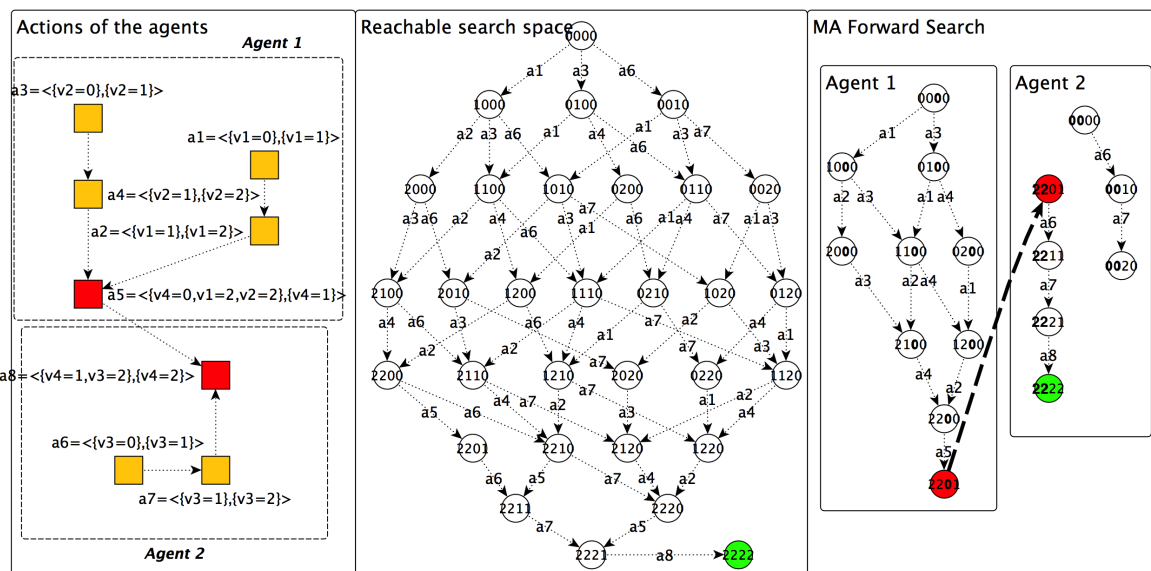 Actions of the agents
Agent 1
a3=<{v2=0},{v2=1}>
a1=<{v1=0},{v1=1}>
a4=<{v2=1},{v2=2}>
a2=<{v1=1},{v1=2}>
a5=<{v4=0,v1=2,v2=2},{v4=1}>
a8=<{v4=1,v3=2},{v4=2}>
a6=<{v3=0},{v3=1}>
a7=<{v3=1},{v3=2}>
Agent 2
Reachable search space
0000
a1 a3 a6
1000 0100 0010
a2 a3 a6 a1 a4 a6 a1 a3 a7
2000 1100 1010 0200 0110 0020
a3 a6 a2 a4 a6 a2 a3 a7 a1 a6 a1 a4 a7 a1 a3
2100 2010 1200 1110 0210 1020 0120
a4 a6 a3 a7 a2 a6 a2 a4 a3 a1 a7 a2 a4 a1
2200 2110 1210 2020 0220 1120
a5 a6 a4 a7 a2 a7 a3 a1 a2 a4
2201 2210 2120 1220
a6 a5 a7 a4 a2
2211 2220
a7 a5
2221 a8 2222
MA Forward Search
Agent 1
0000
a1 a3
1000 0100
a2 a3 a1 a4
2000 1100 0200
a3 a2 a4 a1
2100 1200
a4 a2
2200
a5
2201
Agent 2
0000
a6
2201 0010
a6 a7
2211 0020
a7
2221
a8
2222